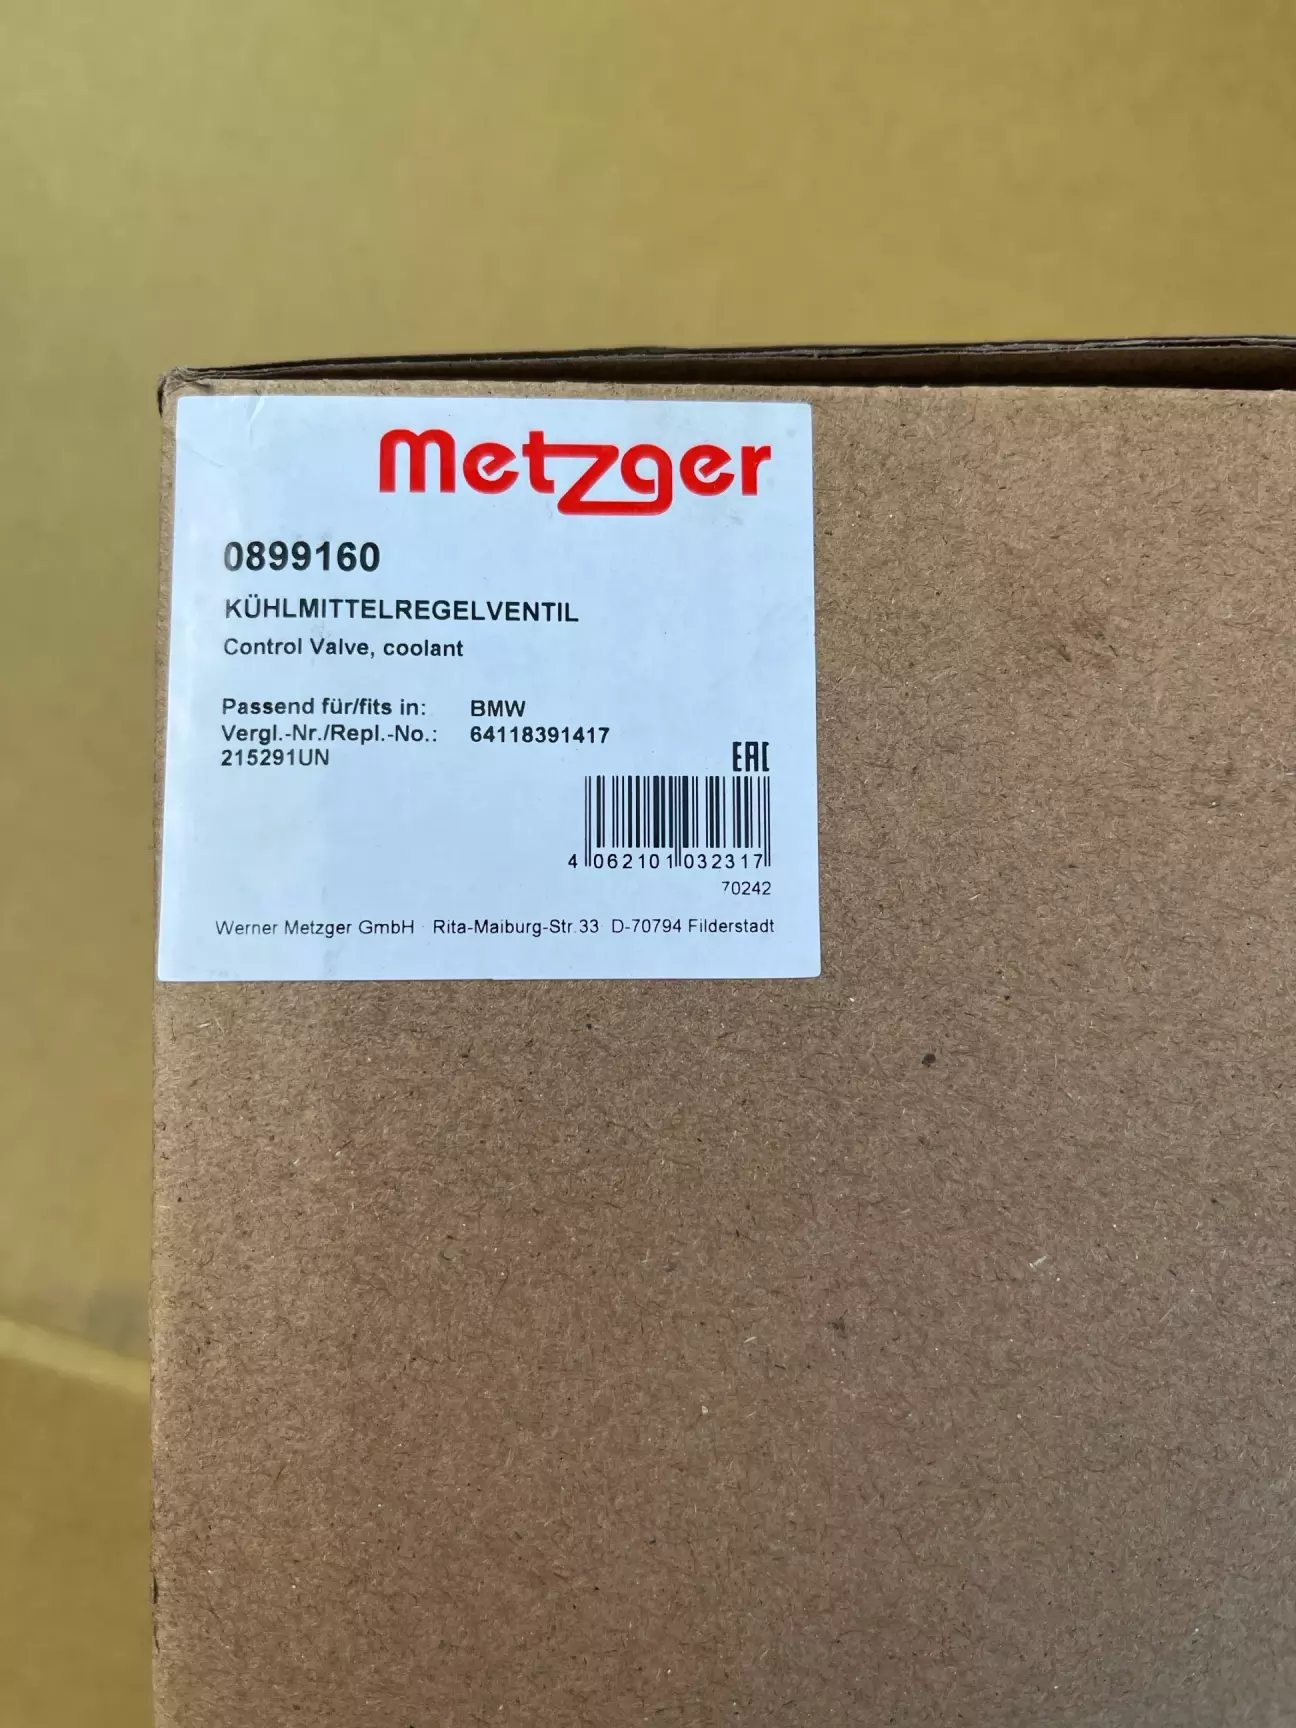 Metzger
0899160
KÜHLMITTELREGELVENTIL
Control Valve, coolant
Passend für/fits in: BMW
Vergl.-Nr./Repl.-No.: 64118391417
215291UN
EAC
4 062101 032317
70242
Werner Metzger GmbH · Rita-Maiburg-Str.33 D-70794 Filderstadt